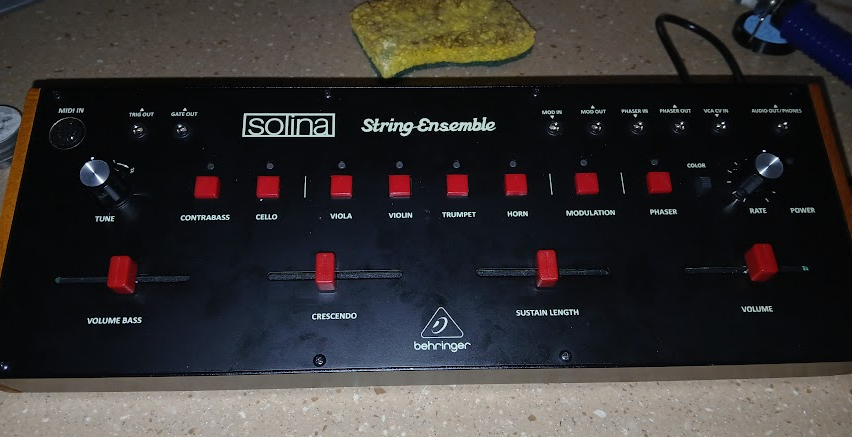 MIDI IN
TRIG OUT
GATE OUT
solina
String Ensemble
MOD IN
MOD OUT
PHASER IN
PHASER OUT
VCA CV IN
AUDIO OUT/PHONES
COLOR
TUNE
CONTRABASS
CELLO
VIOLA
VIOLIN
TRUMPET
HORN
MODULATION
PHASER
RATE
POWER
VOLUME BASS
CRESCENDO
SUSTAIN LENGTH
VOLUME
behringer